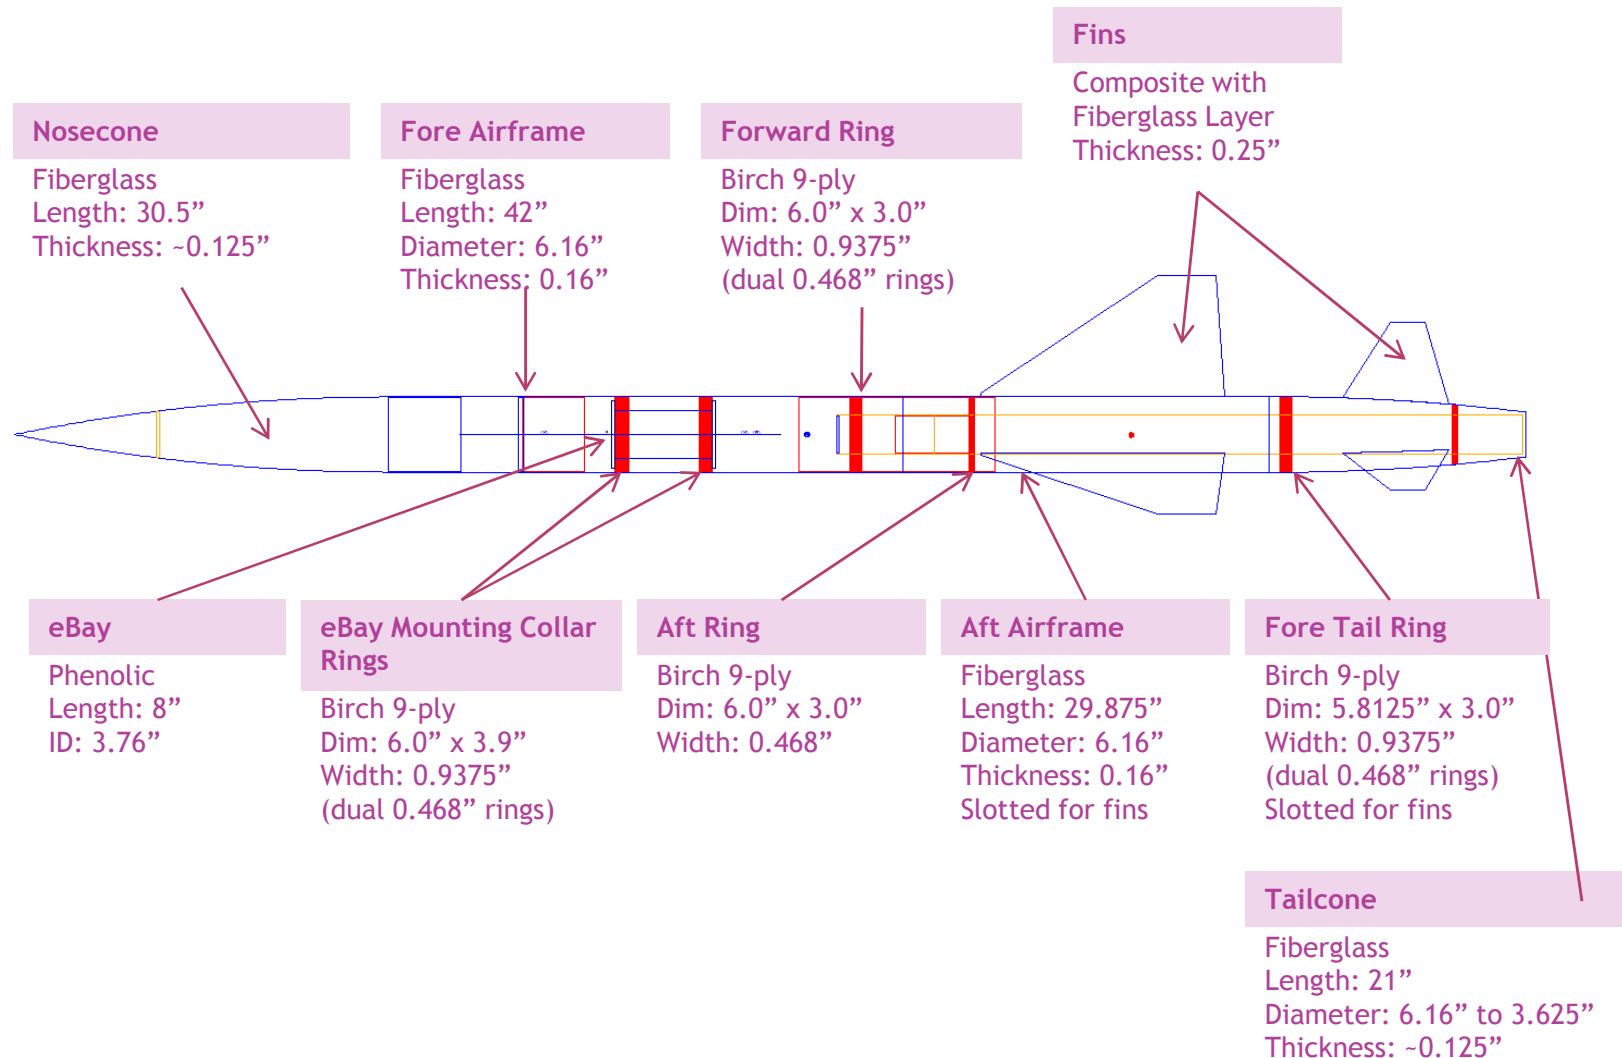 Fins
Composite with
Fiberglass Layer
Thickness: 0.25”
Nosecone
Fiberglass
Length: 30.5”
Thickness: ~0.125”
Fore Airframe
Fiberglass
Length: 42”
Diameter: 6.16”
Thickness: 0.16”
Forward Ring
Birch 9-ply
Dim: 6.0” x 3.0”
Width: 0.9375”
(dual 0.468” rings)
eBay
Phenolic
Length: 8”
ID: 3.76”
eBay Mounting Collar
Rings
Birch 9-ply
Dim: 6.0” x 3.9”
Width: 0.9375”
(dual 0.468” rings)
Aft Ring
Birch 9-ply
Dim: 6.0” x 3.0”
Width: 0.468”
Aft Airframe
Fiberglass
Length: 29.875”
Diameter: 6.16”
Thickness: 0.16”
Slotted for fins
Fore Tail Ring
Birch 9-ply
Dim: 5.8125” x 3.0”
Width: 0.9375”
(dual 0.468” rings)
Slotted for fins
Tailcone
Fiberglass
Length: 21”
Diameter: 6.16” to 3.625”
Thickness: ~0.125”